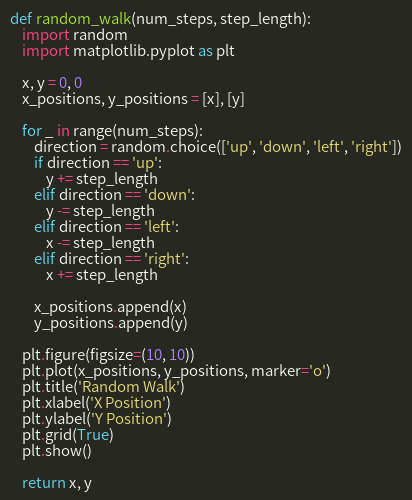 def random_walk(num_steps, step_length):
    import random
    import matplotlib.pyplot as plt

    x, y = 0, 0
    x_positions, y_positions = [x], [y]

    for _ in range(num_steps):
        direction = random.choice(['up', 'down', 'left', 'right'])
        if direction == 'up':
            y += step_length
        elif direction == 'down':
            y -= step_length
        elif direction == 'left':
            x -= step_length
        elif direction == 'right':
            x += step_length

        x_positions.append(x)
        y_positions.append(y)

    plt.figure(figsize=(10, 10))
    plt.plot(x_positions, y_positions, marker='o')
    plt.title('Random Walk')
    plt.xlabel('X Position')
    plt.ylabel('Y Position')
    plt.grid(True)
    plt.show()

    return x, y